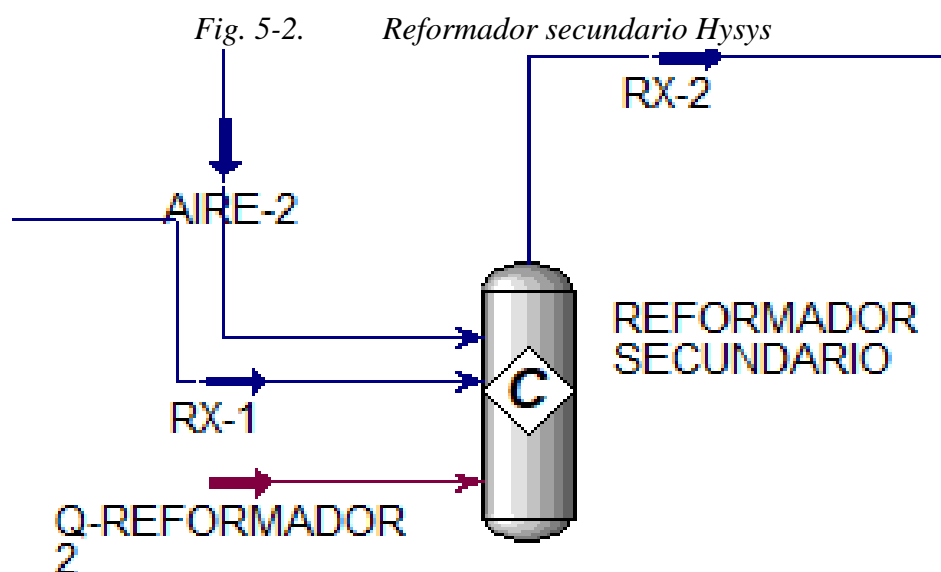 Fig. 5-2. Reformador secundario Hysys
RX-2
AIRE-2
REFORMADOR
SECUNDARIO
C
RX-1
Q-REFORMADOR
2